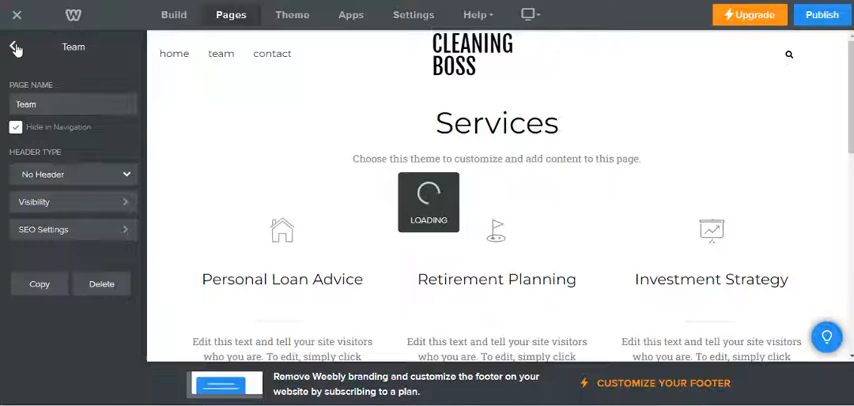 Build Pages Theme Apps Settings Help Upgrade Publish
Team
PAGE NAME
Team
Hide in Navigation
HEADER TYPE
No Header
Visibility
SEO Settings
Copy Delete
home team contact
CLEANING
BOSS
Services
Choose this theme to customize and add content to this page.
LOADING
Personal Loan Advice Retirement Planning Investment Strategy
Edit this text and tell your site visitors Edit this text and tell your site visitors Edit this text and tell your site visitors
who you are. To edit, simply click who you are. To edit, simply click who you are. To edit, simply click
Remove Weebly branding and customize the footer on your
website by subscribing to a plan.
CUSTOMIZE YOUR FOOTER